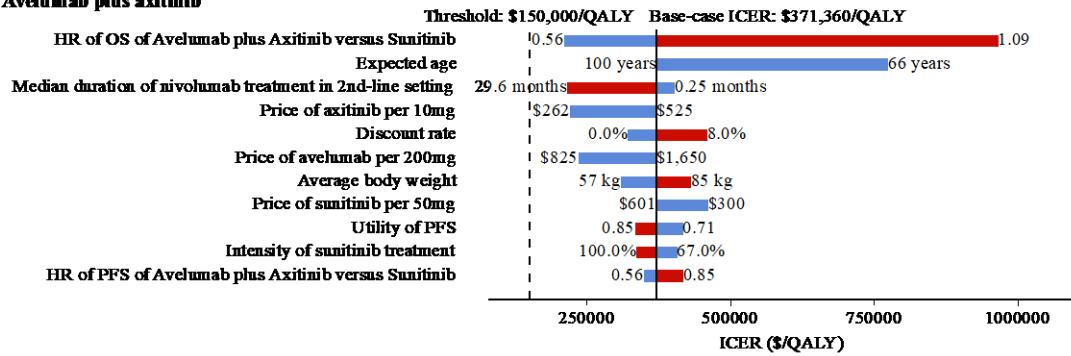 Avelumab plus axitinib
Threshold: $150,000/QALY Base-case ICER: $371,360/QALY
HR of OS of Avelumab plus Axitinib versus Sunitinib 0.56 1.09
Expected age 100 years 66 years
Median duration of nivolumab treatment in 2nd-line setting 29.6 months 0.25 months
Price of axitinib per 10mg $262 $525
Discount rate 0.0% 8.0%
Price of avelumab per 200mg $825 $1,650
Average body weight 57 kg 85 kg
Price of sunitinib per 50mg $601 $300
Utility of PFS 0.85 0.71
Intensity of sunitinib treatment 100.0% 67.0%
HR of PFS of Avelumab plus Axitinib versus Sunitinib 0.56 0.85
250000 500000 750000 1000000
ICER ($/QALY)